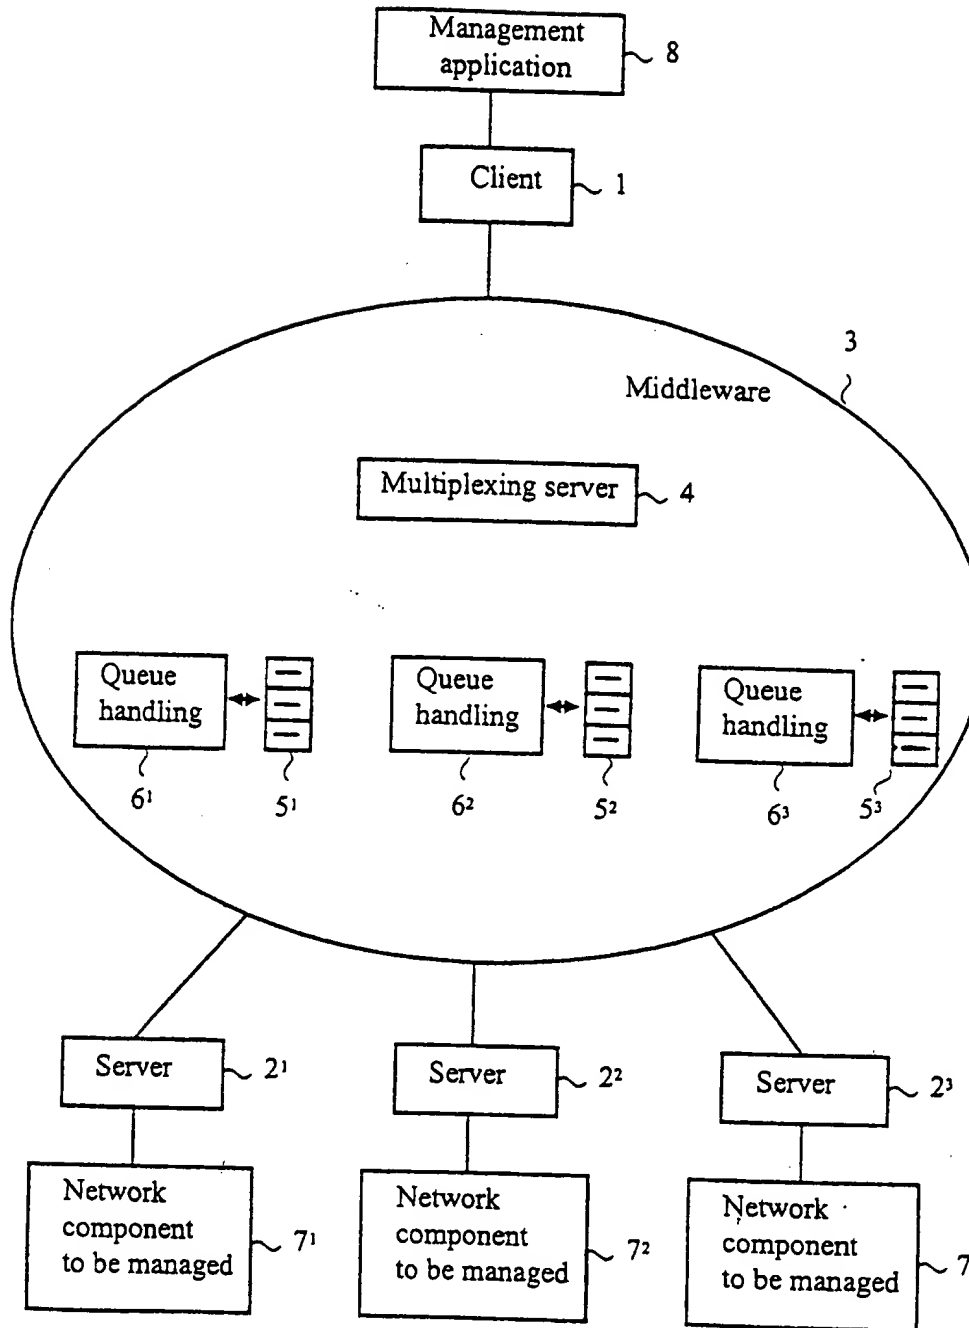 Management
application
8
Client
1
3
Middleware
Multiplexing server
4
Queue
handling
Queue
handling
Queue
handling
6¹
5¹
6²
5²
6³
5³
Server
2¹
Server
2²
Server
2³
Network
component
to be managed
7¹
Network
component
to be managed
7²
Network
component
to be managed
7